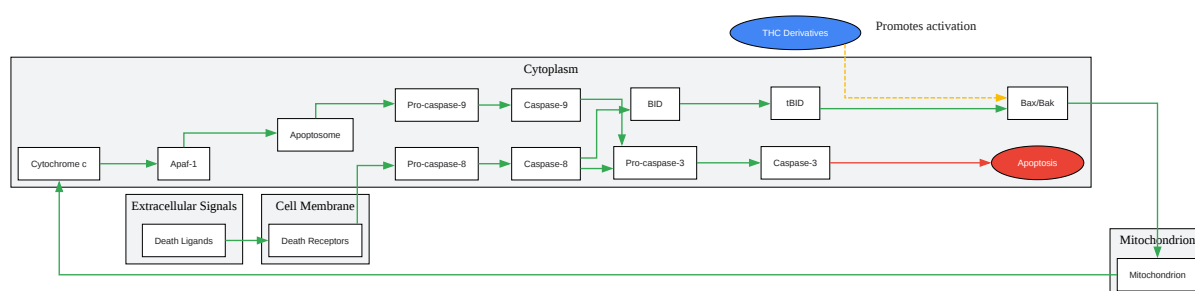 THC Derivatives
Promotes activation
Cytoplasm
Pro-caspase-9
Caspase-9
BID
tBID
Bax/Bak
Apoptosome
Cytochrome c
Apaf-1
Pro-caspase-8
Caspase-8
Pro-caspase-3
Caspase-3
Apoptosis
Extracellular Signals
Cell Membrane
Death Ligands
Death Receptors
Mitochondrion
Mitochondrion